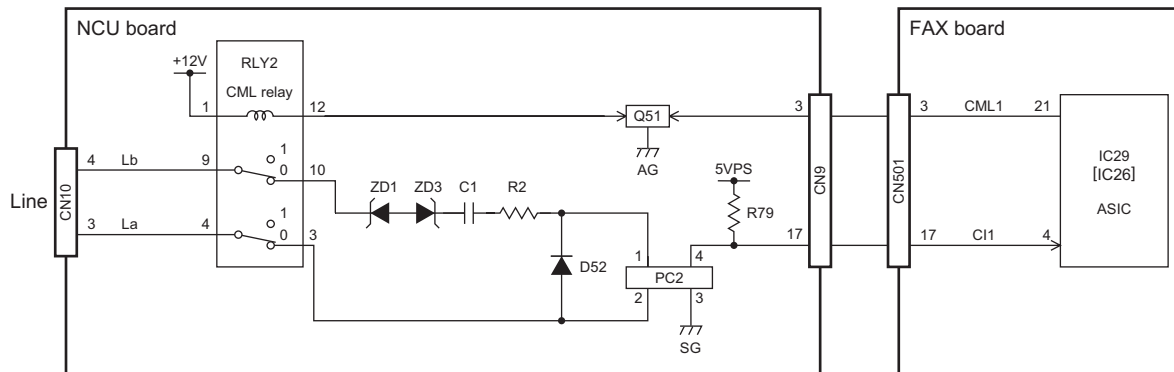 NCU board
FAX board
+12V
RLY2
CML relay
1
12
Q51
AG
3
3
CML1
21
Line
CN10
4
Lb
9
1
0
10
3
La
4
1
0
3
ZD1
ZD3
C1
R2
D52
5VPS
R79
1
4
PC2
2
3
SG
17
CN9
CN501
17
CI1
4
IC29
[IC26]
ASIC